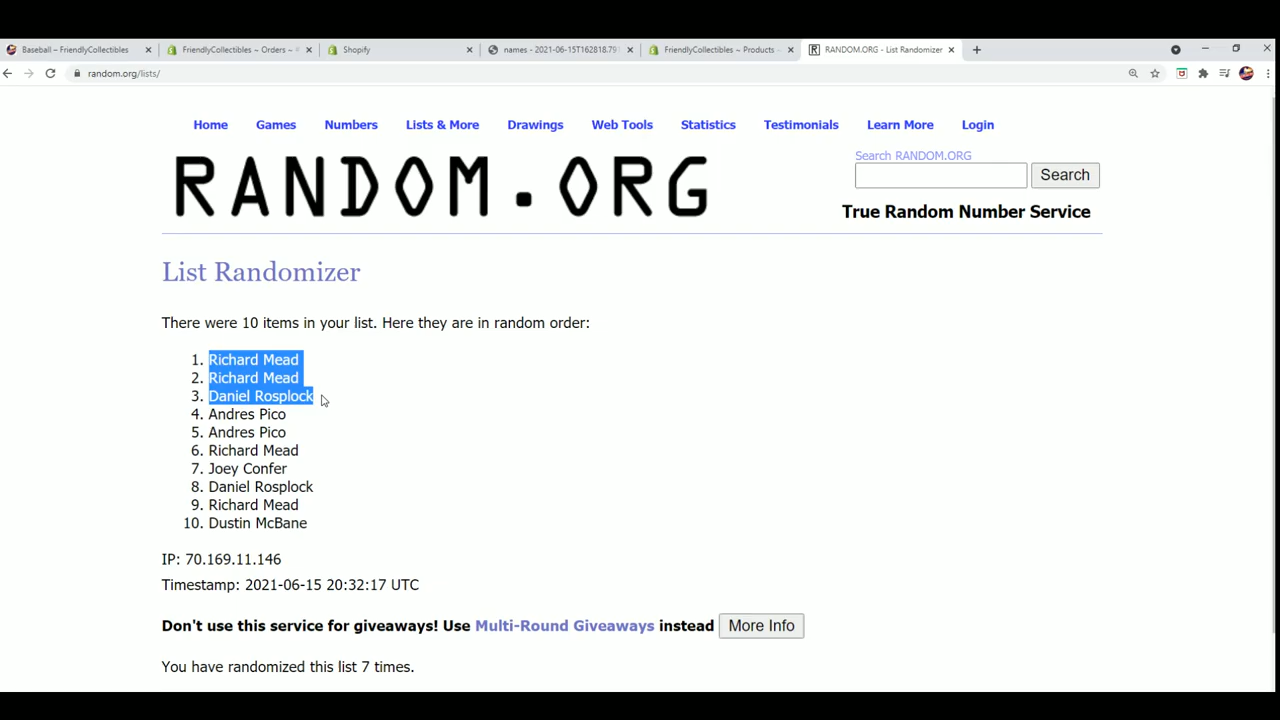 Baseball – FriendlyCollectibles
FriendlyCollectibles ~ Orders ~
Shopify
names - 2021-06-15T162818.79
FriendlyCollectibles ~ Products ~
RANDOM.ORG - List Randomizer
random.org/lists/
Home Games Numbers Lists & More Drawings Web Tools Statistics Testimonials Learn More Login
RANDOM.ORG
Search RANDOM.ORG
Search
True Random Number Service
List Randomizer
There were 10 items in your list. Here they are in random order:
1. Richard Mead
2. Richard Mead
3. Daniel Rosplock
4. Andres Pico
5. Andres Pico
6. Richard Mead
7. Joey Confer
8. Daniel Rosplock
9. Richard Mead
10. Dustin McBane
IP: 70.169.11.146
Timestamp: 2021-06-15 20:32:17 UTC
Don't use this service for giveaways! Use Multi-Round Giveaways instead More Info
You have randomized this list 7 times.